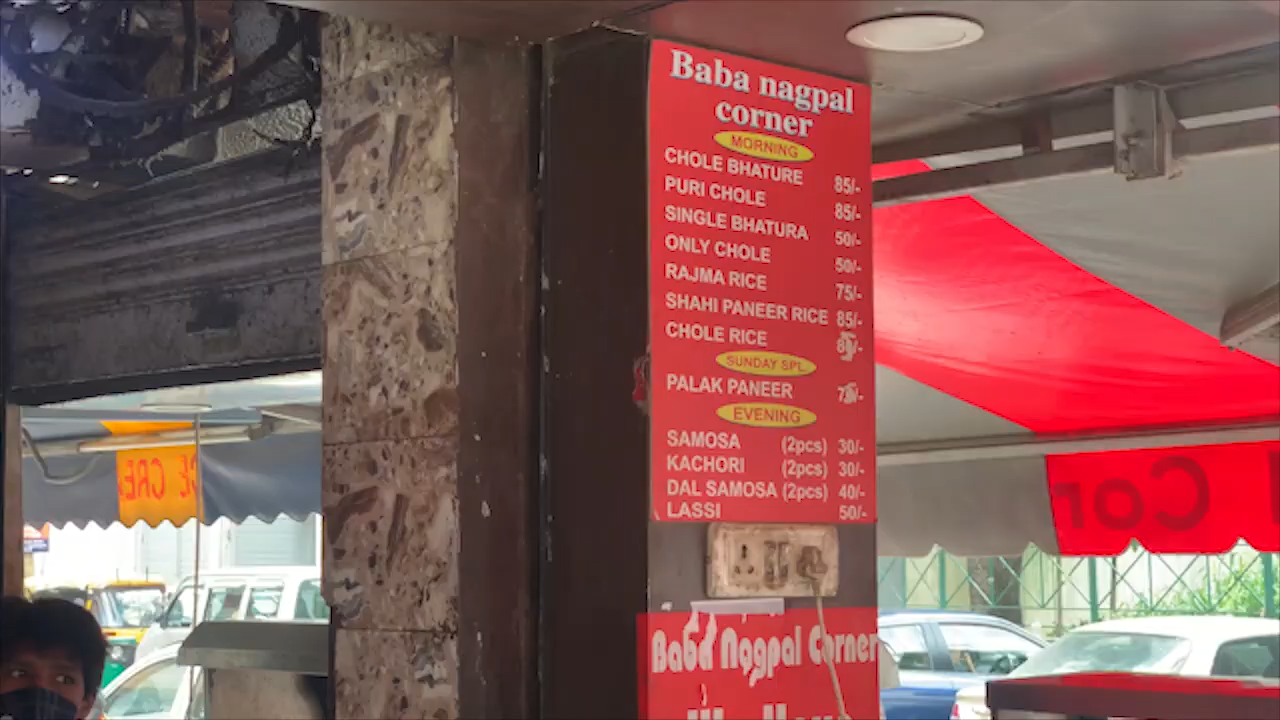 Baba nagpal
corner
MORNING
CHOLE BHATURE 85/-
PURI CHOLE 85/-
SINGLE BHATURA 50/-
ONLY CHOLE 50/-
RAJMA RICE 75/-
SHAHI PANEER RICE 85/-
CHOLE RICE
SUNDAY SPL
PALAK PANEER
EVENING
SAMOSA (2pcs) 30/-
KACHORI (2pcs) 30/-
DAL SAMOSA (2pcs) 40/-
LASSI 50/-
Baba Nagpal Corner